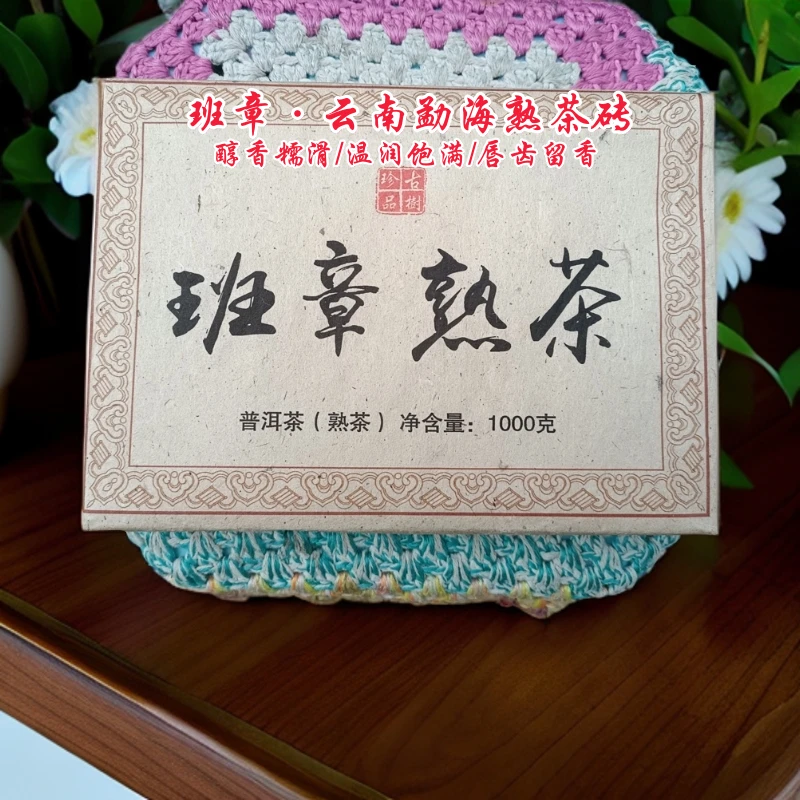 班章·云南勐海熟茶砖
醇香糯滑/温润饱满/唇齿留香
古樹珍品
班章熟茶
普洱茶（熟茶） 净含量：1000克